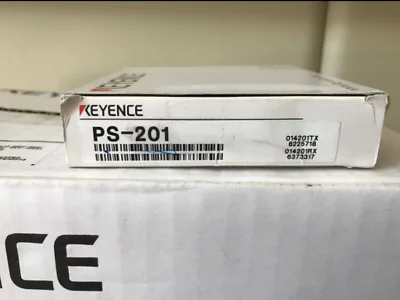 KEYENCE
PS-201
014201TX
6225718
014201RX
6373317
CE